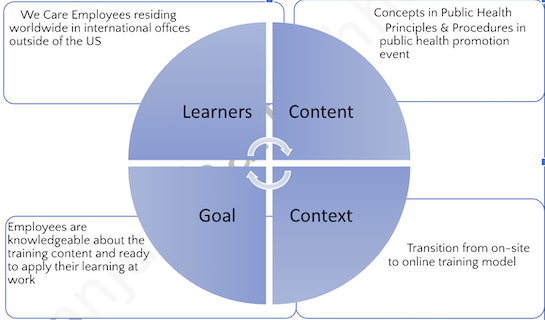 We Care Employees residing
worldwide in international offices
outside of the US
Concepts in Public Health
Principles & Procedures in
public health promotion
event
Learners
Content
Goal
Context
Employees are
knowledgeable about the
training content and ready
to apply their learning at
work
Transition from on-site
to online training model